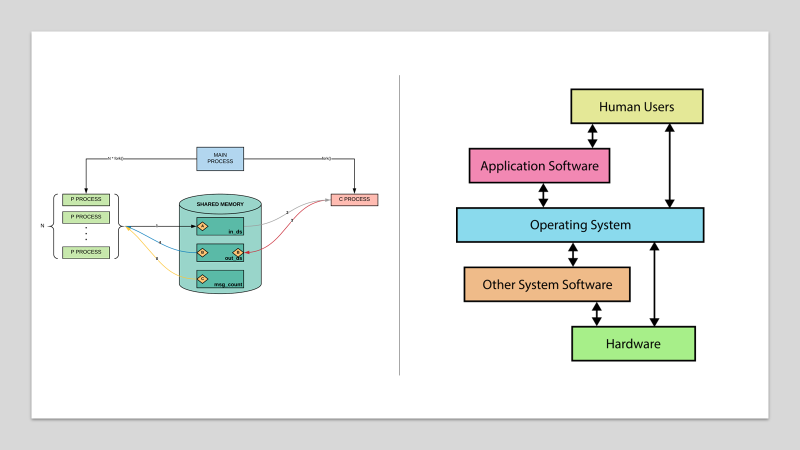 MAIN
PROCESS
N * fork()
fork()
P PROCESS
P PROCESS
P PROCESS
N
SHARED MEMORY
in_ds
out_ds
msg_count
C PROCESS
Human Users
Application Software
Operating System
Other System Software
Hardware